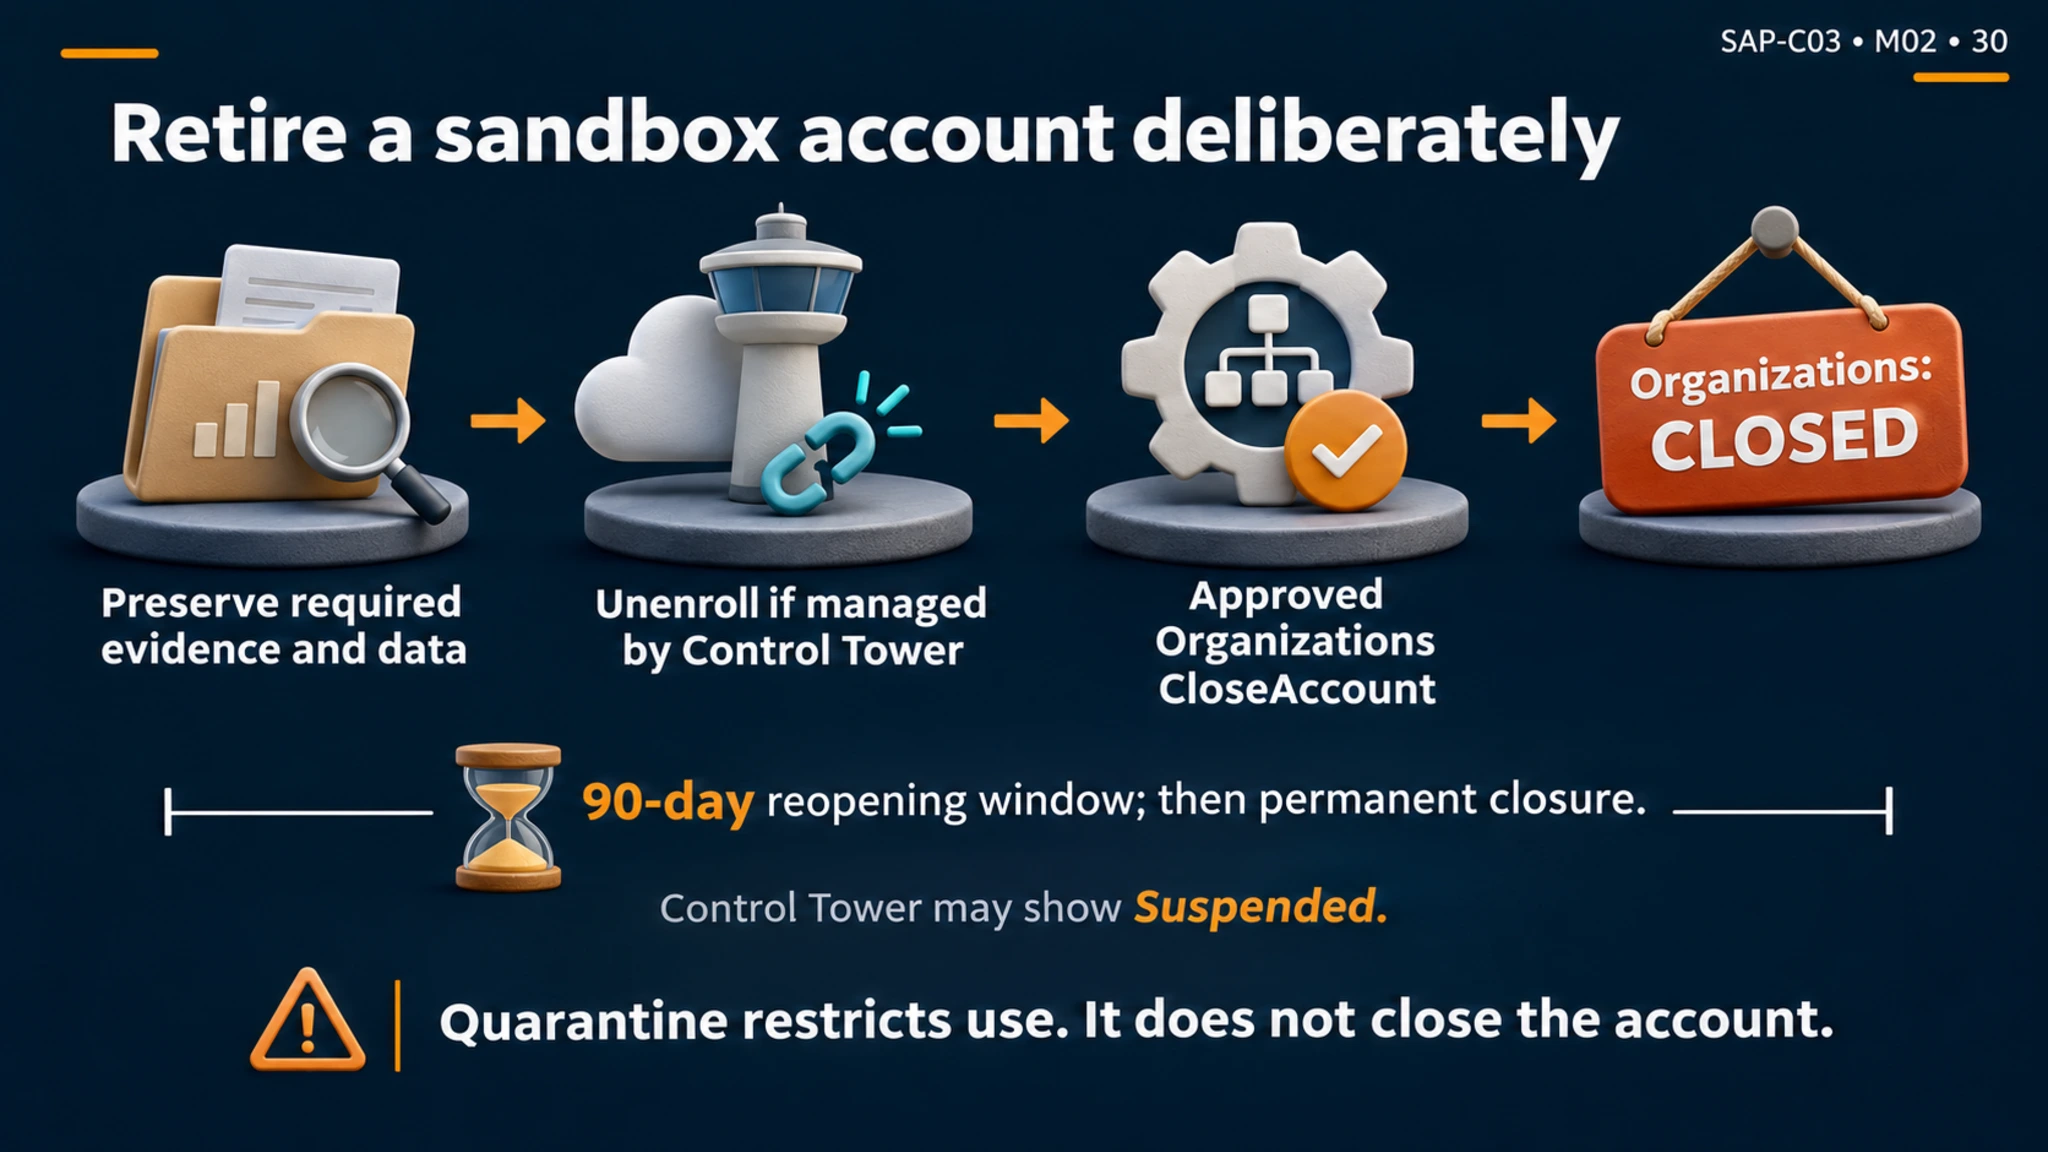 SAP-C03 • M02 • 30
Retire a sandbox account deliberately
Organizations:
CLOSED
Preserve required
evidence and data
Unenroll if managed
by Control Tower
Approved
Organizations
CloseAccount
90-day reopening window; then permanent closure.
Control Tower may show Suspended.
Quarantine restricts use. It does not close the account.